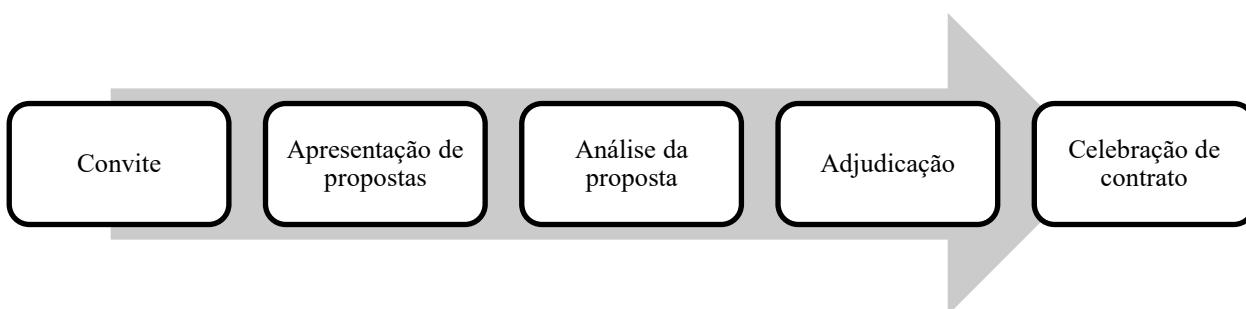 Convite
Apresentação de
propostas
Análise da
proposta
Adjudicação
Celebração de
contrato